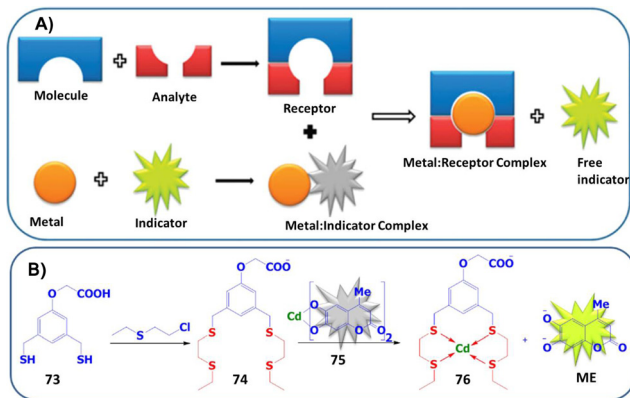 A)
Molecule
Analyte
Receptor
Metal:Receptor Complex
Free
indicator
Metal
Indicator
Metal:Indicator Complex
B)
O COOH
SH SH
73
S Cl
O COO⁻
S S
S S
74
Me
Cd O O O O 2
75
O COO⁻
S S
Cd
S S
76
+
Me
⁻O ⁻O O O
ME